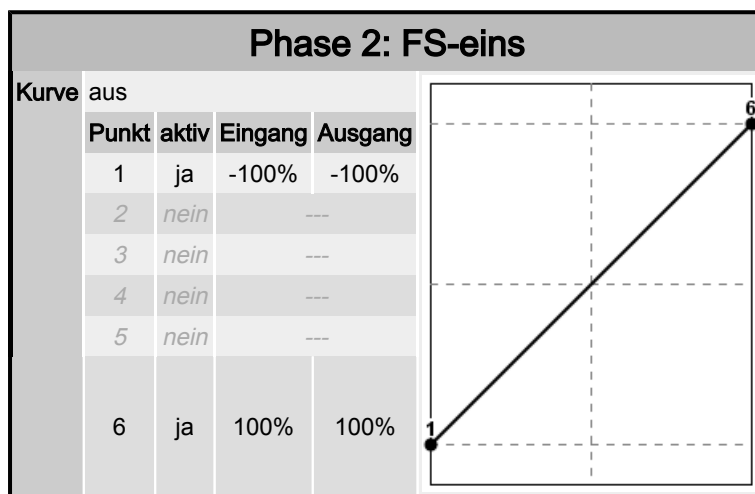 Phase 2: FS-eins
Kurve aus
Punkt aktiv Eingang Ausgang
1 ja -100% -100%
2 nein ---
3 nein ---
4 nein ---
5 nein ---
6 ja 100% 100%
6
1